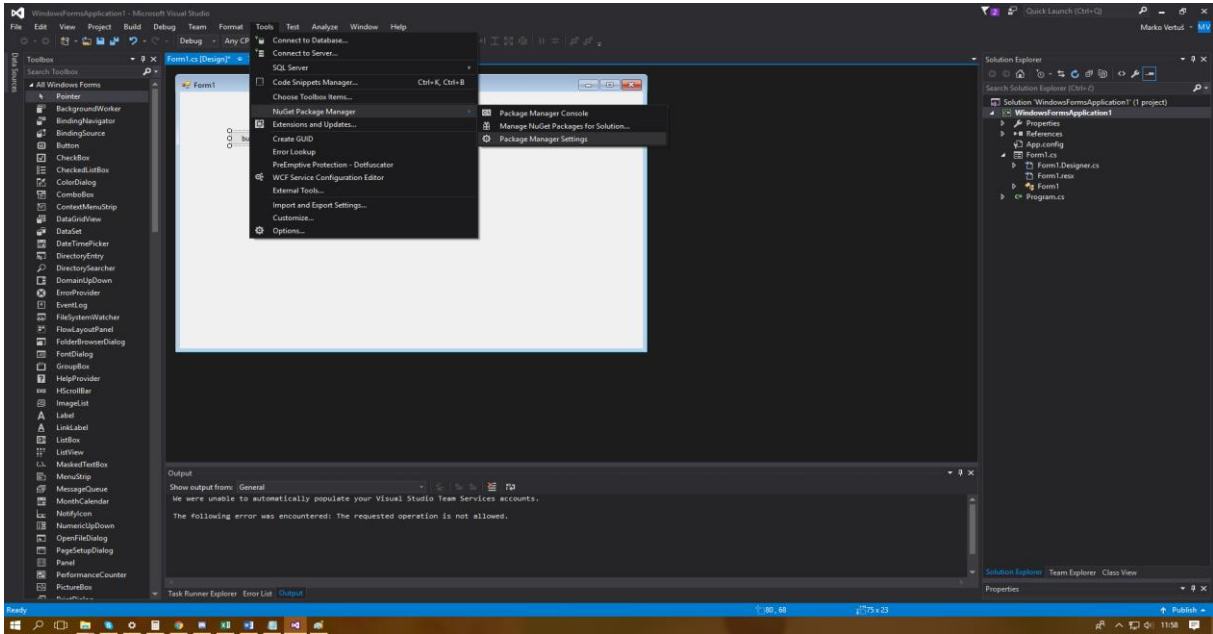 WindowsFormsApplication1 - Microsoft Visual Studio
2
Quick Launch (Ctrl+Q)
File Edit View Project Build Debug Team Format Tools Test Analyze Window Help
Marko Vertuš
MV
Debug
Any CP
Data Sources
Toolbox
Search Toolbox
All Windows Forms
Pointer
BackgroundWorker
BindingNavigator
BindingSource
Button
CheckBox
CheckedListBox
ColorDialog
ComboBox
ContextMenuStrip
DataGridView
DataSet
DateTimePicker
DirectoryEntry
DirectorySearcher
DomainUpDown
ErrorProvider
EventLog
FileSystemWatcher
FlowLayoutPanel
FolderBrowserDialog
FontDialog
GroupBox
HelpProvider
HScrollBar
ImageList
Label
LinkLabel
ListBox
ListView
MaskedTextBox
MenuStrip
MessageQueue
MonthCalendar
NotifyIcon
NumericUpDown
OpenFileDialog
PageSetupDialog
Panel
PerformanceCounter
PictureBox
Form1.cs [Design]*
Form1
bu
Connect to Database...
Connect to Server...
SQL Server
Code Snippets Manager... Ctrl+K, Ctrl+B
Choose Toolbox Items...
NuGet Package Manager
Extensions and Updates...
Create GUID
Error Lookup
PreEmptive Protection - Dotfuscator
WCF Service Configuration Editor
External Tools...
Import and Export Settings...
Customize...
Options...
Package Manager Console
Manage NuGet Packages for Solution...
Package Manager Settings
Output
Show output from: General
We were unable to automatically populate your Visual Studio Team Services accounts.
The following error was encountered: The requested operation is not allowed.
Task Runner Explorer Error List Output
Solution Explorer
Search Solution Explorer (Ctrl+Ž)
Solution 'WindowsFormsApplication1' (1 project)
WindowsFormsApplication1
Properties
References
App.config
Form1.cs
Form1.Designer.cs
Form1.resx
Form1
Program.cs
Solution Explorer Team Explorer Class View
Properties
Ready
80, 68
75 x 23
Publish
11:58